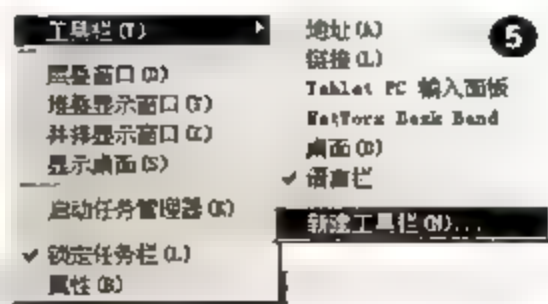 工具栏(T)
层叠窗口(D)
堆叠显示窗口(T)
并排显示窗口(I)
显示桌面(S)
启动任务管理器(K)
锁定任务栏(L)
属性(R)
地址(A)
链接(L)
Tablet PC 输入面板
NetWorx Desk Band
桌面(D)
语言栏
新建工具栏(N)...
5